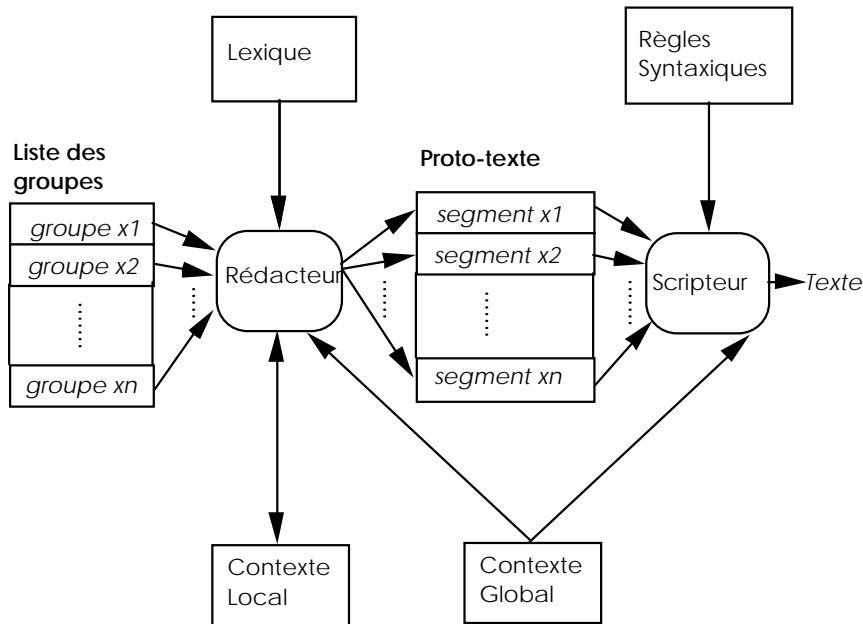 Lexique
Règles
Syntaxiques
Liste des
groupes
Proto-texte
groupe x1
groupe x2
groupe xn
Rédacteur
segment x1
segment x2
segment xn
Scripteur
Texte
Contexte
Local
Contexte
Global